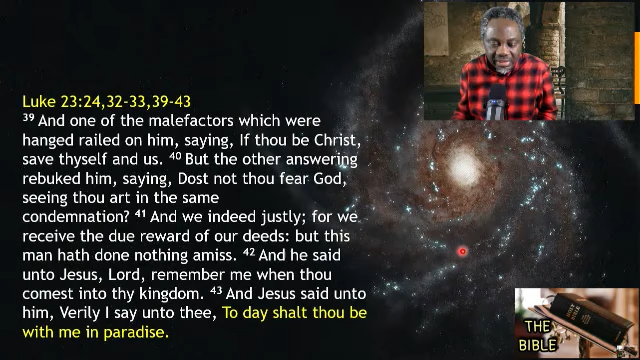 Luke 23:24,32-33,39-43
39 And one of the malefactors which were
hanged railed on him, saying, If thou be Christ,
save thyself and us. 40 But the other answering
rebuked him, saying, Dost not thou fear God,
seeing thou art in the same
condemnation? 41 And we indeed justly; for we
receive the due reward of our deeds: but this
man hath done nothing amiss. 42 And he said
unto Jesus, Lord, remember me when thou
comest into thy kingdom. 43 And Jesus said unto
him, Verily I say unto thee, To day shalt thou be
with me in paradise.
THE
BIBLE